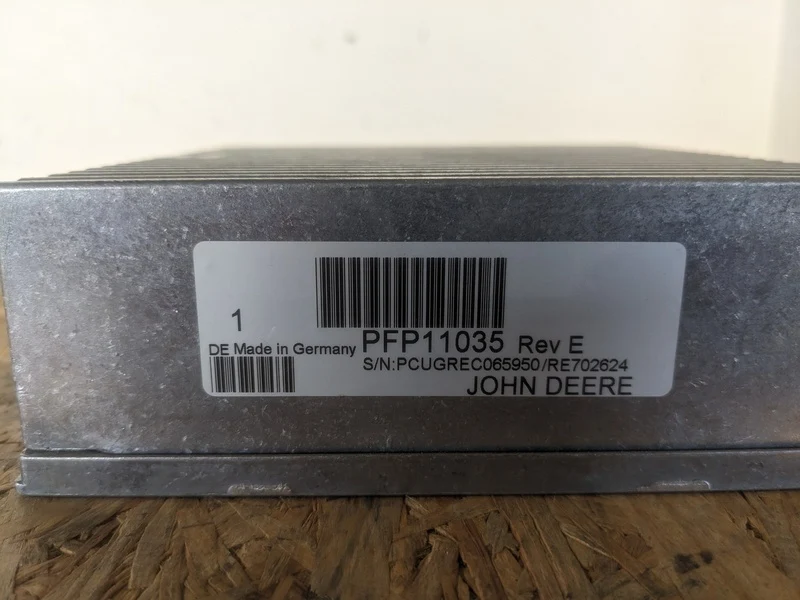 1
PFP11035 Rev E
DE Made in Germany
S/N:PCUGREC065950/RE702624
JOHN DEERE